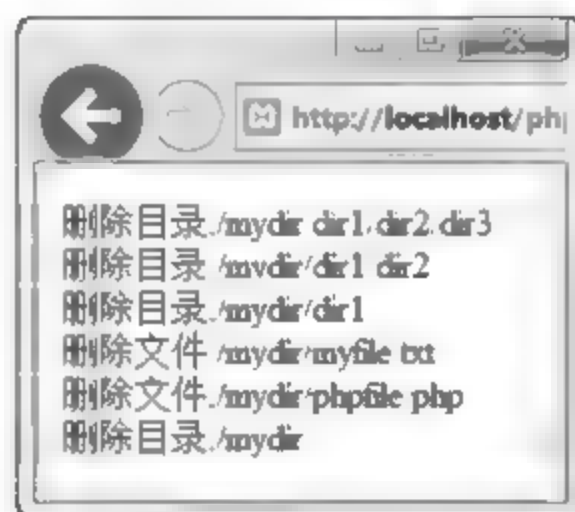 http://localhost/ph
删除目录./mydir/dir1/dir2/dir3
删除目录./mydir/dir1/dir2
删除目录./mydir/dir1
删除文件./mydir/myfile.txt
删除文件./mydir/phpfile.php
删除目录./mydir